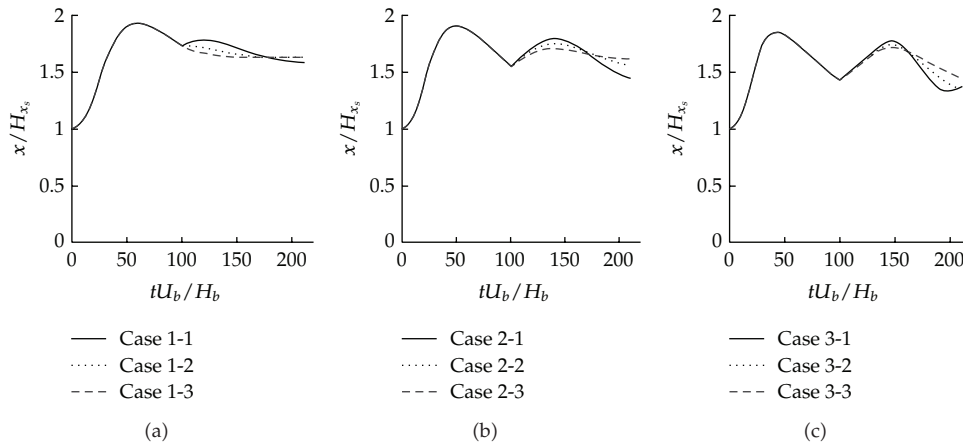 2
1.5
1
0.5
0
x/H_{x_s}
0 50 100 150 200
tU_b/H_b
Case 1-1
Case 1-2
Case 1-3
(a)
2
1.5
1
0.5
0
x/H_{x_s}
0 50 100 150 200
tU_b/H_b
Case 2-1
Case 2-2
Case 2-3
(b)
2
1.5
1
0.5
0
x/H_{x_s}
0 50 100 150 200
tU_b/H_b
Case 3-1
Case 3-2
Case 3-3
(c)